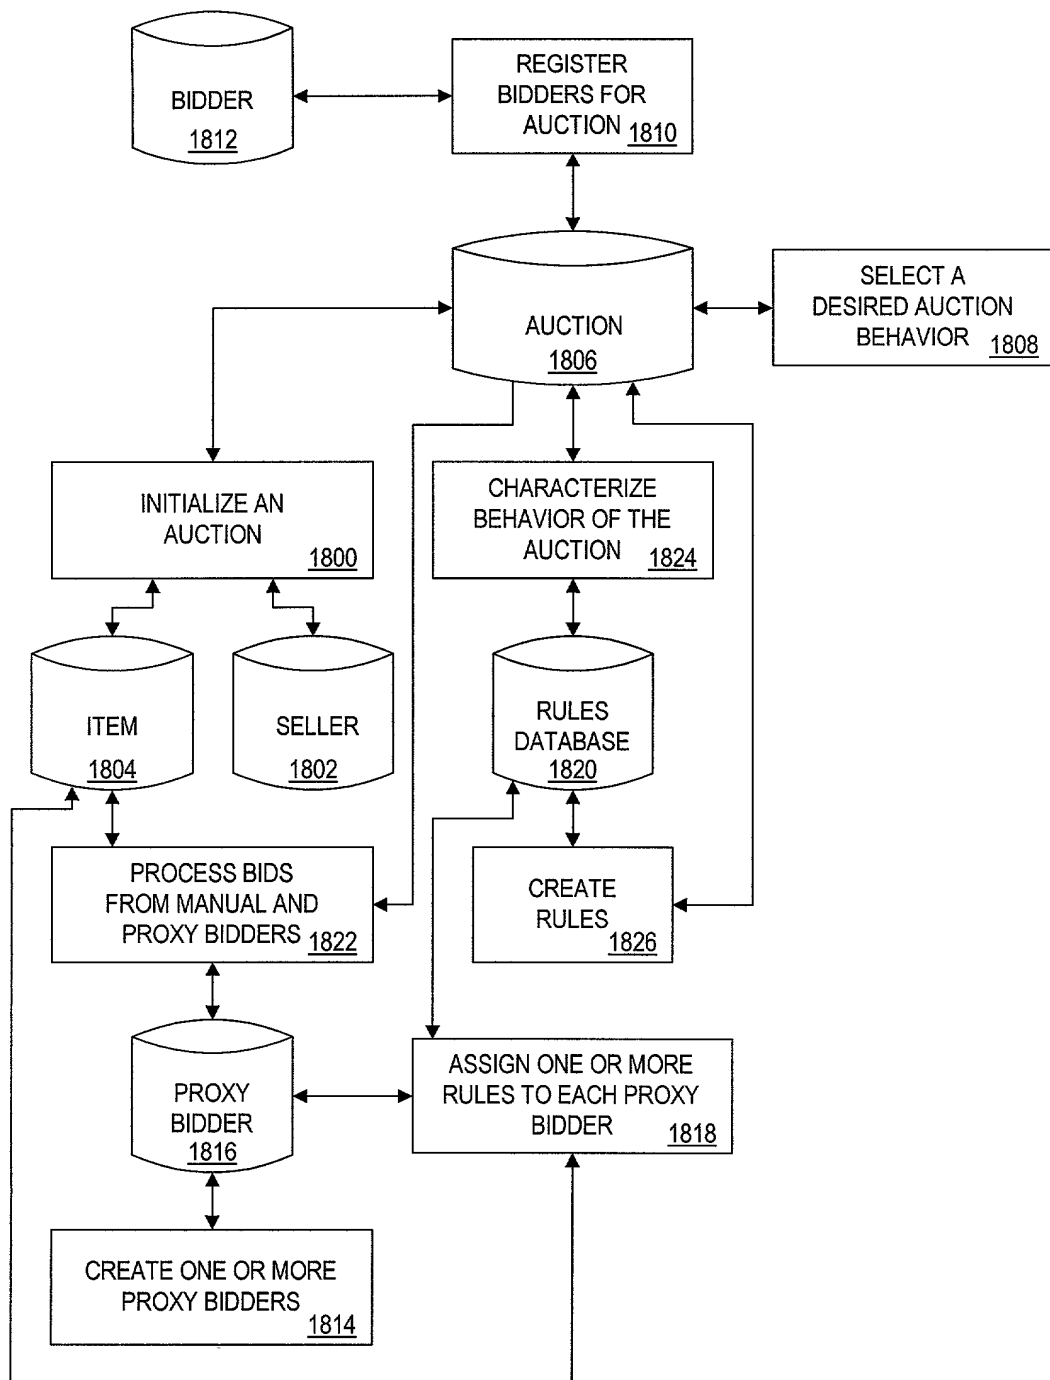 BIDDER
1812
REGISTER
BIDDERS FOR
AUCTION 1810
AUCTION
1806
SELECT A
DESIRED AUCTION
BEHAVIOR 1808
INITIALIZE AN
AUCTION
1800
CHARACTERIZE
BEHAVIOR OF THE
AUCTION 1824
ITEM
1804
SELLER
1802
RULES
DATABASE
1820
PROCESS BIDS
FROM MANUAL AND
PROXY BIDDERS 1822
CREATE
RULES
1826
PROXY
BIDDER
1816
ASSIGN ONE OR MORE
RULES TO EACH PROXY
BIDDER 1818
CREATE ONE OR MORE
PROXY BIDDERS
1814